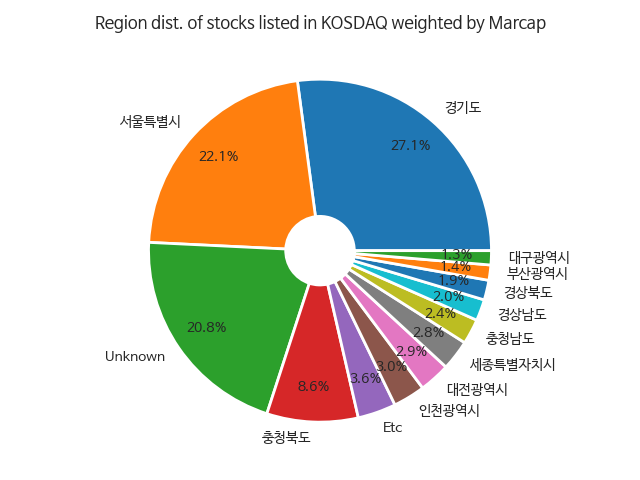 Region dist. of stocks listed in KOSDAQ weighted by Marcap
경기도
27.1%
서울특별시
22.1%
Unknown
20.8%
충청북도
8.6%
Etc
3.6%
인천광역시
3.0%
대전광역시
2.9%
세종특별자치시
2.8%
충청남도
2.4%
경상남도
2.0%
경상북도
1.9%
부산광역시
1.4%
대구광역시
1.3%